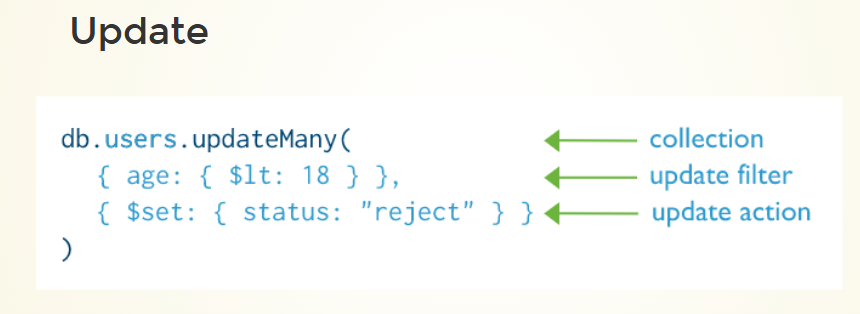 Update
db.users.updateMany( collection
{ age: { $lt: 18 } }, update filter
{ $set: { status: "reject" } } update action
)